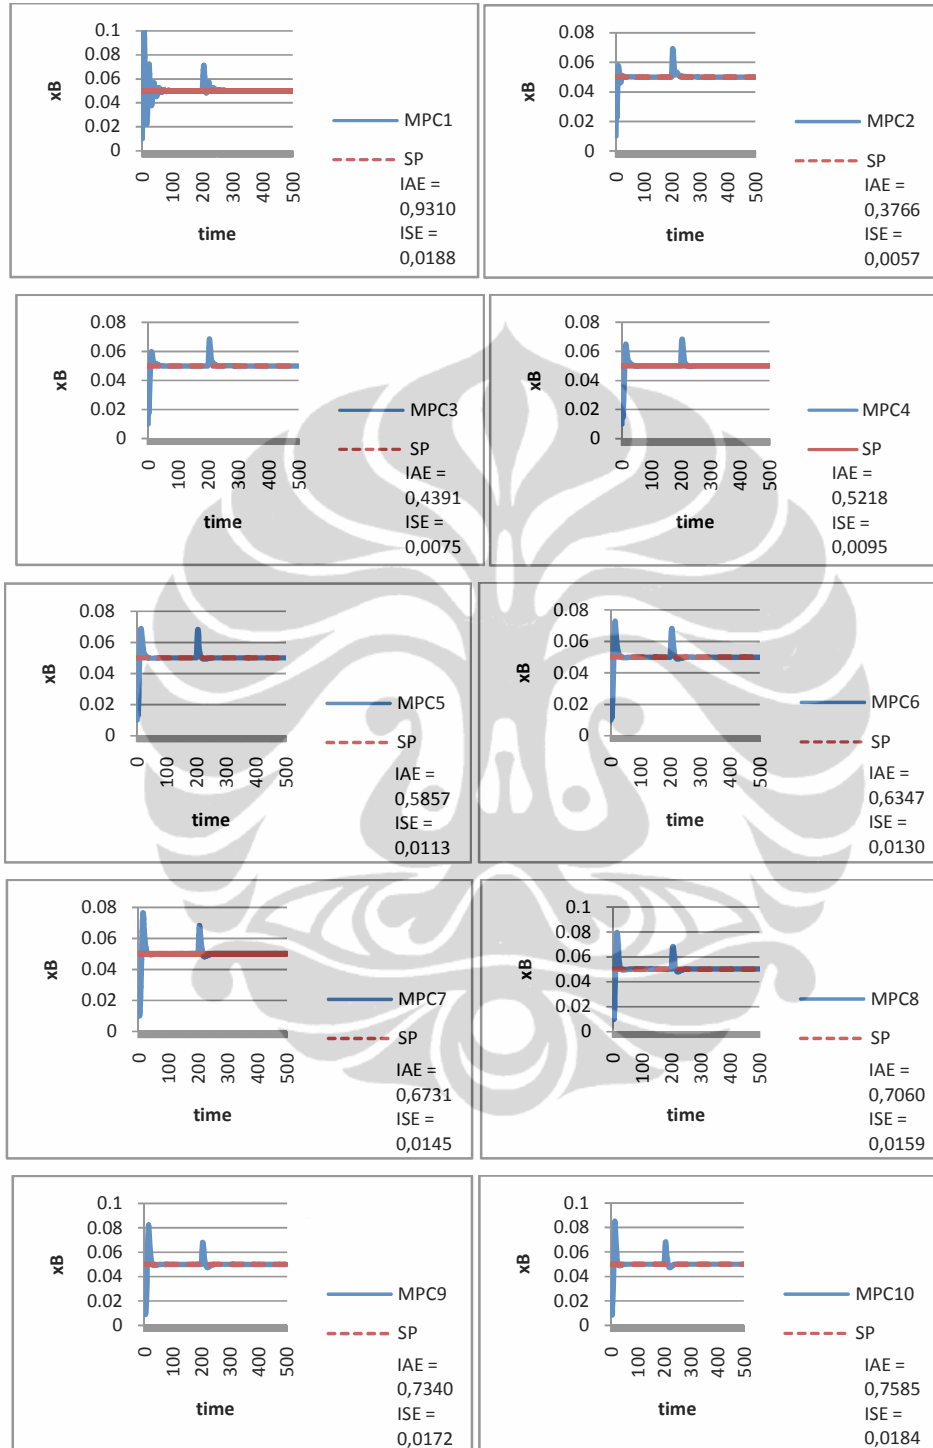 0.1
0.08
0.06
0.04
0.02
0
xB
0
100
200
300
400
500
time
MPC1
SP
IAE =
0,9310
ISE =
0,0188
0.08
0.06
0.04
0.02
0
xB
0
100
200
300
400
500
time
MPC2
SP
IAE =
0,3766
ISE =
0,0057
0.08
0.06
0.04
0.02
0
xB
0
100
200
300
400
500
time
MPC3
SP
IAE =
0,4391
ISE =
0,0075
0.08
0.06
0.04
0.02
0
xB
0
100
200
300
400
500
time
MPC4
SP
IAE =
0,5218
ISE =
0,0095
0.08
0.06
0.04
0.02
0
xB
0
100
200
300
400
500
time
MPC5
SP
IAE =
0,5857
ISE =
0,0113
0.08
0.06
0.04
0.02
0
xB
0
100
200
300
400
500
time
MPC6
SP
IAE =
0,6347
ISE =
0,0130
0.08
0.06
0.04
0.02
0
xB
0
100
200
300
400
500
time
MPC7
SP
IAE =
0,6731
ISE =
0,0145
0.1
0.08
0.06
0.04
0.02
0
xB
0
100
200
300
400
500
time
MPC8
SP
IAE =
0,7060
ISE =
0,0159
0.1
0.08
0.06
0.04
0.02
0
xB
0
100
200
300
400
500
time
MPC9
SP
IAE =
0,7340
ISE =
0,0172
0.1
0.08
0.06
0.04
0.02
0
xB
0
100
200
300
400
500
time
MPC10
SP
IAE =
0,7585
ISE =
0,0184